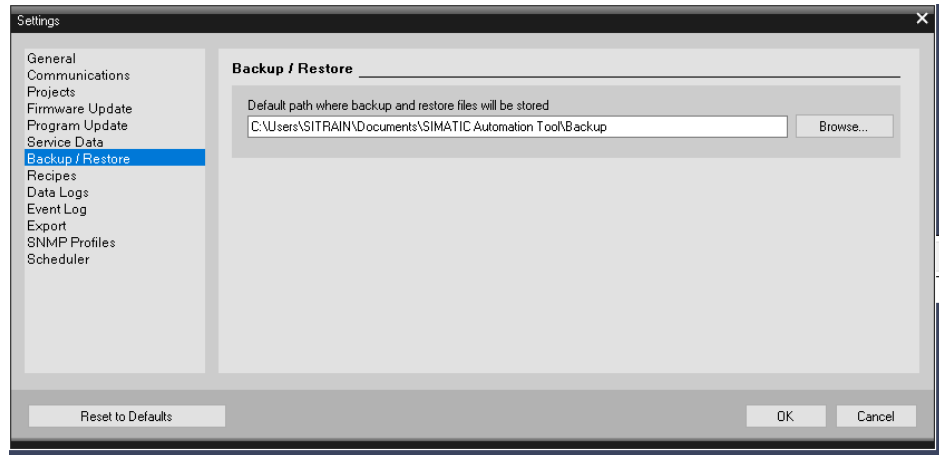 Settings
General
Communications
Projects
Firmware Update
Program Update
Service Data
Backup / Restore
Recipes
Data Logs
Event Log
Export
SNMP Profiles
Scheduler
Backup / Restore
Default path where backup and restore files will be stored
C:\Users\SITRAIN\Documents\SIMATIC Automation Tool\Backup
Browse...
Reset to Defaults
OK
Cancel